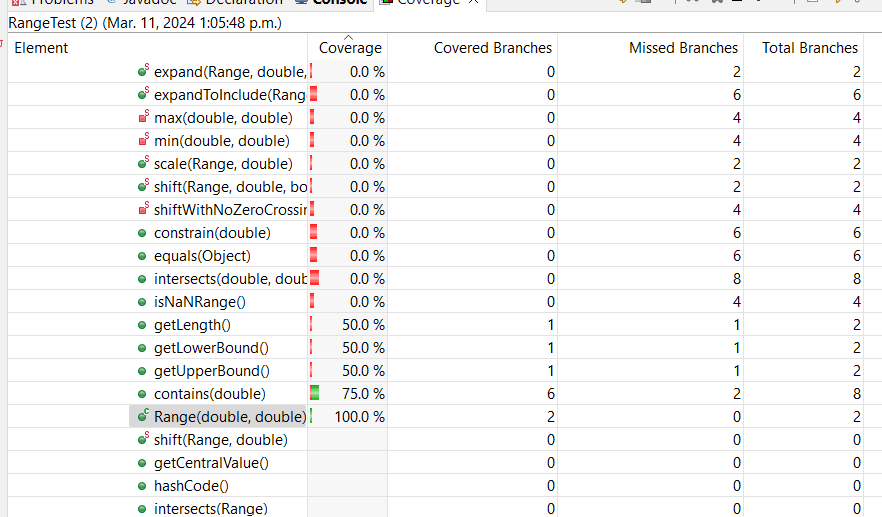 Problems Javadoc Declaration Console Coverage
RangeTest (2) (Mar. 11, 2024 1:05:48 p.m.)
Element Coverage Covered Branches Missed Branches Total Branches
expand(Range, double, 0.0 % 0 2 2
expandToInclude(Rang 0.0 % 0 6 6
max(double, double) 0.0 % 0 4 4
min(double, double) 0.0 % 0 4 4
scale(Range, double) 0.0 % 0 2 2
shift(Range, double, bo 0.0 % 0 2 2
shiftWithNoZeroCrossin 0.0 % 0 4 4
constrain(double) 0.0 % 0 6 6
equals(Object) 0.0 % 0 6 6
intersects(double, doub 0.0 % 0 8 8
isNaNRange() 0.0 % 0 4 4
getLength() 50.0 % 1 1 2
getLowerBound() 50.0 % 1 1 2
getUpperBound() 50.0 % 1 1 2
contains(double) 75.0 % 6 2 8
Range(double, double) 100.0 % 2 0 2
shift(Range, double) 0 0 0
getCentralValue() 0 0 0
hashCode() 0 0 0
intersects(Range) 0 0 0